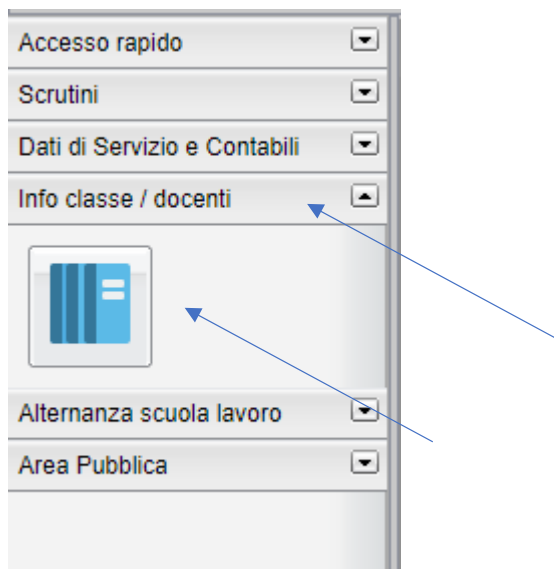 Accesso rapido
Scrutini
Dati di Servizio e Contabili
Info classe / docenti
Alternanza scuola lavoro
Area Pubblica